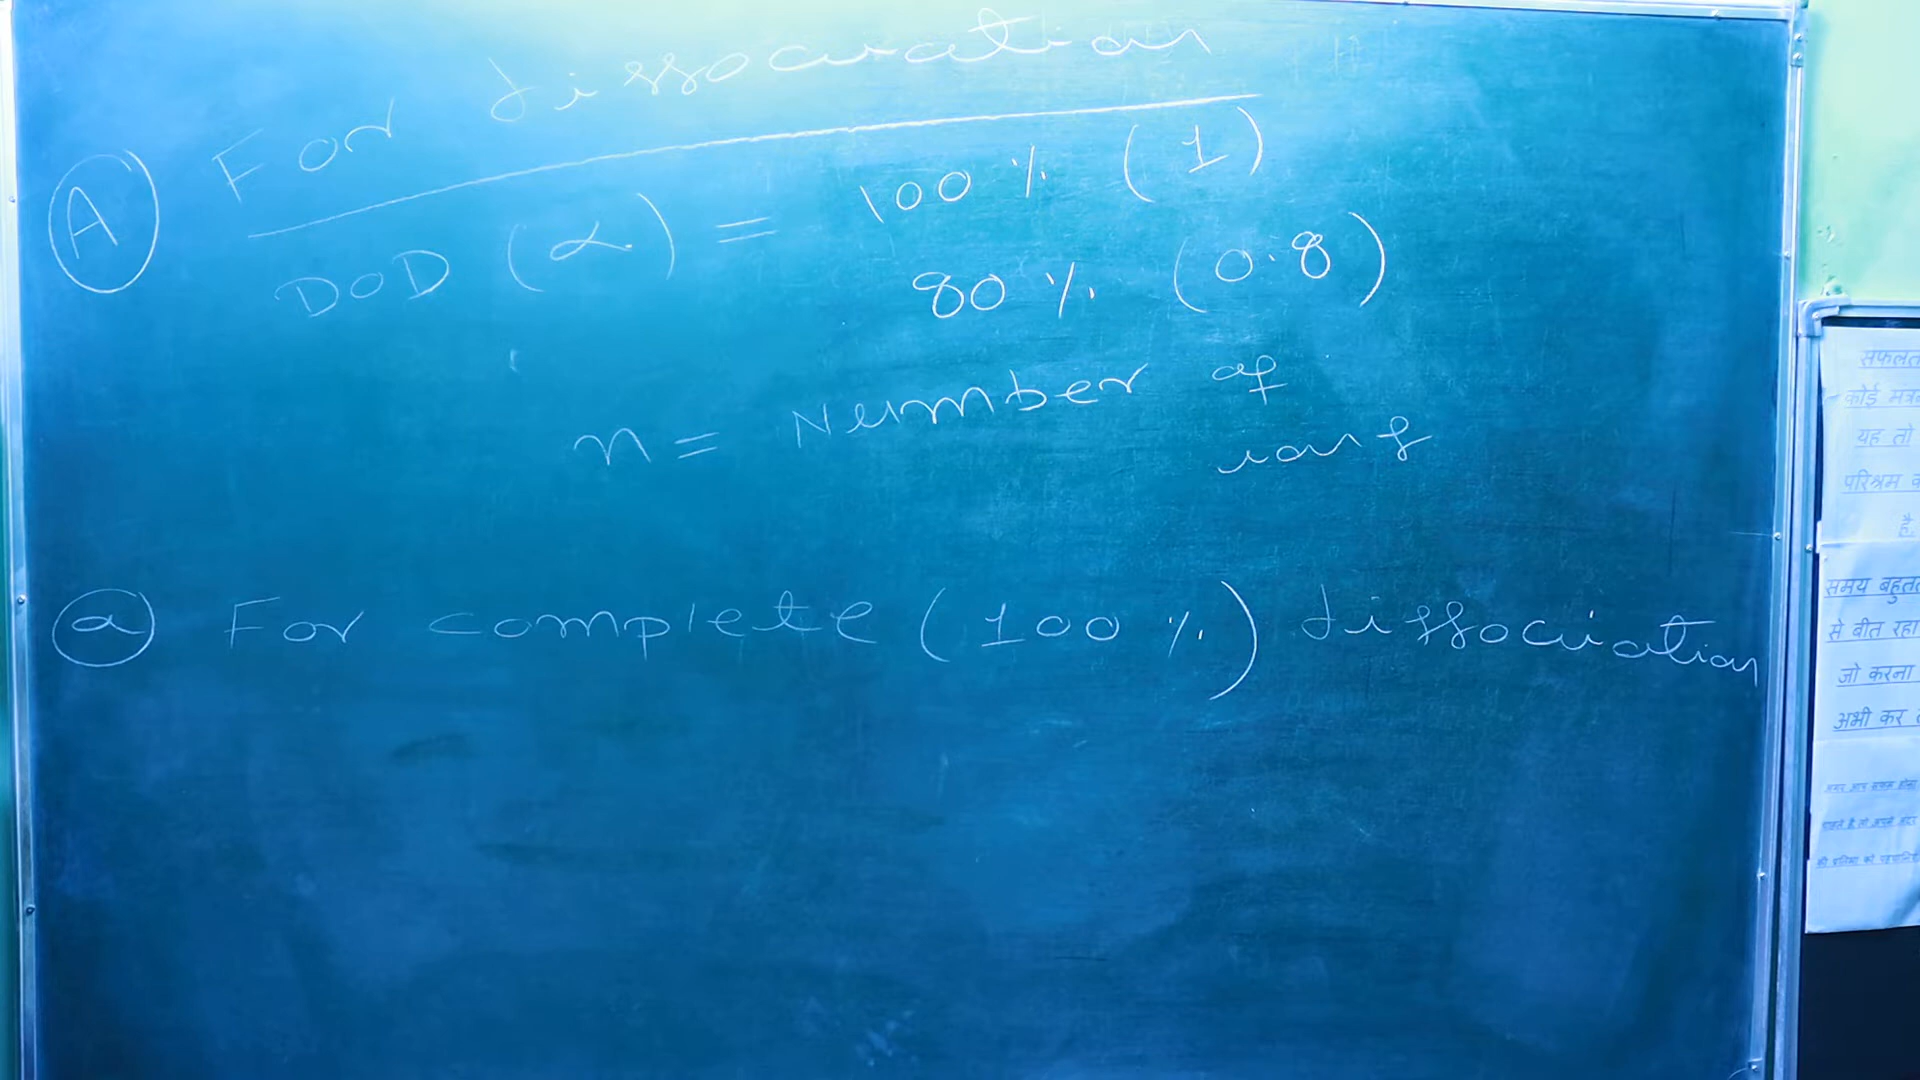 A For dissociation
DOD (α) = 100 % (1)
80 % (0.8)
n = Number of
ions
a For complete (100 %) dissociation
सफलत
कोई मंत्र
यह तो
परिश्रम क
है
समय बहुत
से बीत रहा
जो करना
अभी कर